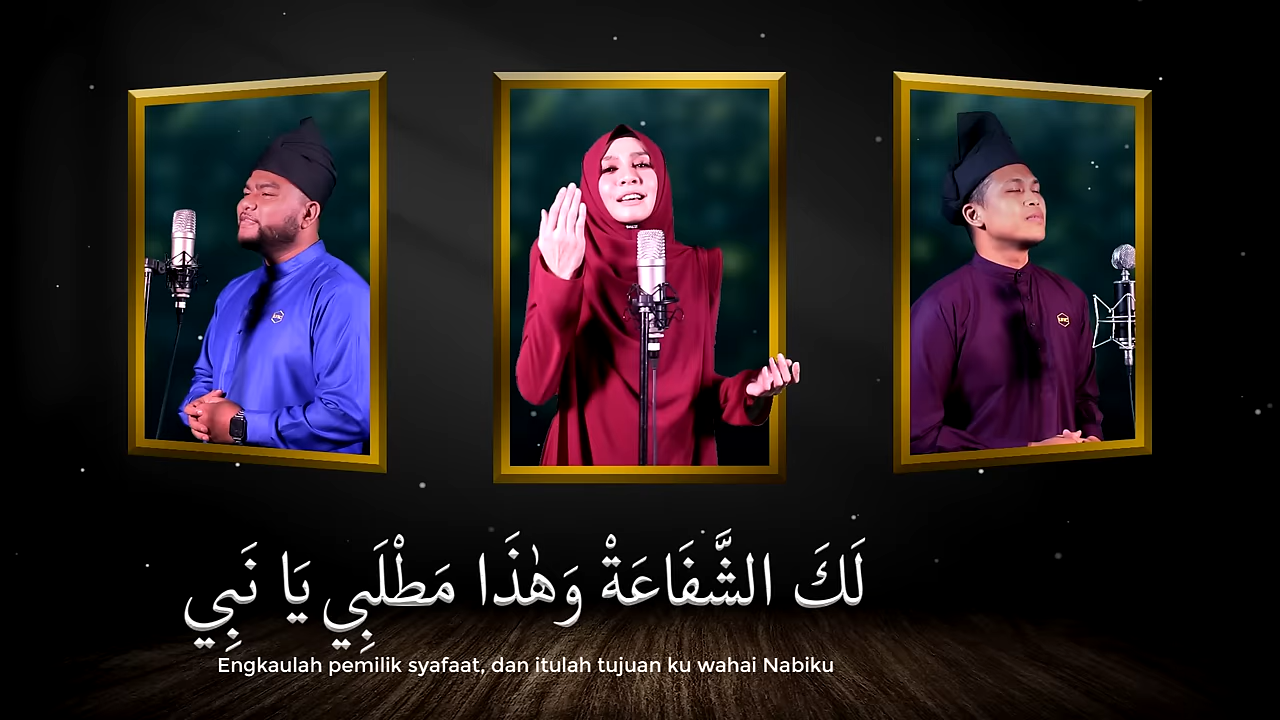 لَكَ الشَّفَاعَةْ وَهٰذَا مَطْلَبِي يَا نَبِي
Engkaulah pemilik syafaat, dan itulah tujuan ku wahai Nabiku